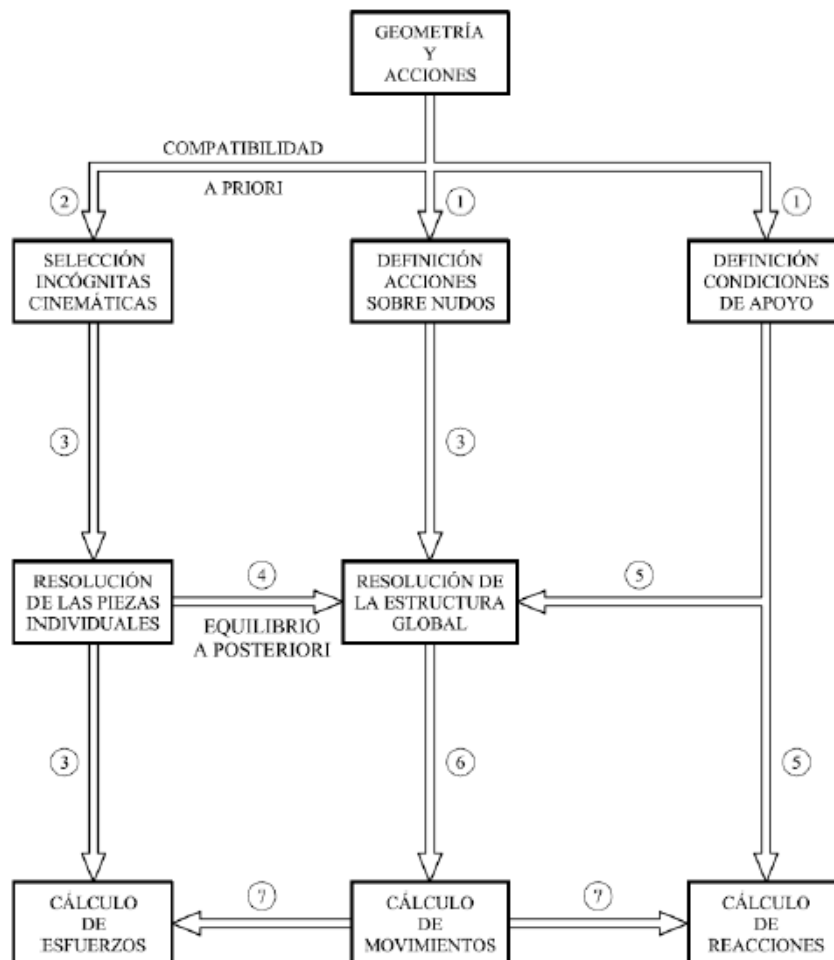 GEOMETRÍA
Y
ACCIONES
COMPATIBILIDAD
A PRIORI
2
1
1
SELECCIÓN
INCÓGNITAS
CINEMÁTICAS
DEFINICIÓN
ACCIONES
SOBRE NUDOS
DEFINICIÓN
CONDICIONES
DE APOYO
3
3
RESOLUCIÓN
DE LAS PIEZAS
INDIVIDUALES
4
EQUILIBRIO
A POSTERIORI
RESOLUCIÓN DE
LA ESTRUCTURA
GLOBAL
5
3
6
5
CÁLCULO
DE
ESFUERZOS
7
CÁLCULO
DE
MOVIMIENTOS
7
CÁLCULO
DE
REACCIONES